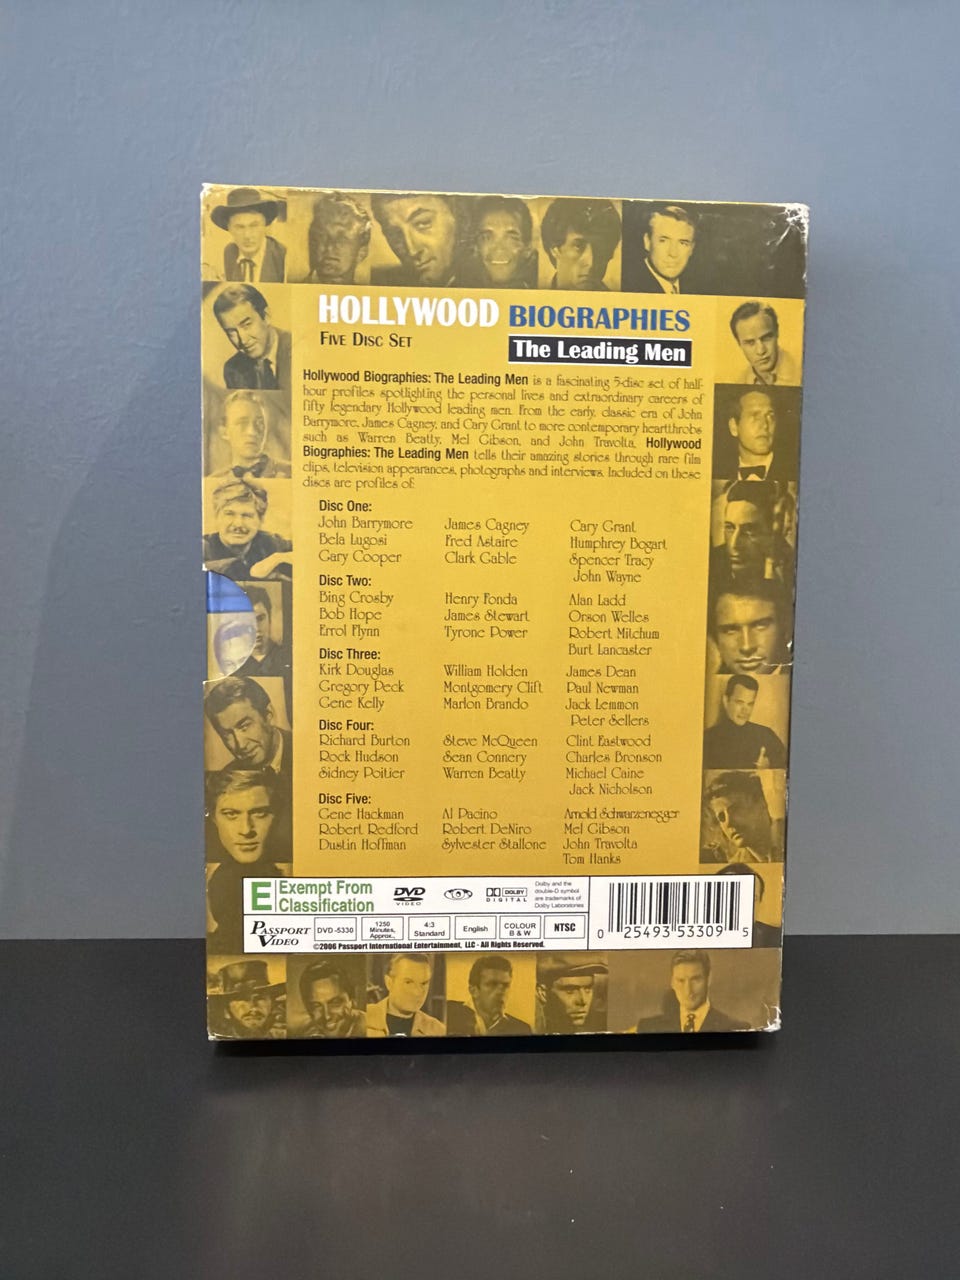 HOLLYWOOD BIOGRAPHIES
FIVE DISC SET
The Leading Men
Hollywood Biographies: The Leading Men is a fascinating 5-disc set of half-
hour profiles spotlighting the personal lives and extraordinary careers of
fifty legendary Hollywood leading men. From the early, classic era of John
Barrymore, James Cagney, and Cary Grant to more contemporary heartthrobs
such as Warren Beatty, Mel Gibson, and John Travolta, Hollywood
Biographies: The Leading Men tells their amazing stories through rare film
clips, television appearances, photographs and interviews. Included on these
discs are profiles of:
Disc One:
John Barrymore James Cagney Cary Grant
Bela Lugosi Fred Astaire Humphrey Bogart
Gary Cooper Clark Gable Spencer Tracy
John Wayne
Disc Two:
Bing Crosby Henry Fonda Alan Ladd
Bob Hope James Stewart Orson Welles
Errol Flynn Tyrone Power Robert Mitchum
Burt Lancaster
Disc Three:
Kirk Douglas William Holden James Dean
Gregory Peck Montgomery Clift Paul Newman
Gene Kelly Marlon Brando Jack Lemmon
Peter Sellers
Disc Four:
Richard Burton Steve McQueen Clint Eastwood
Rock Hudson Sean Connery Charles Bronson
Sidney Poitier Warren Beatty Michael Caine
Jack Nicholson
Disc Five:
Gene Hackman Al Pacino Arnold Schwarzenegger
Robert Redford Robert DeNiro Mel Gibson
Dustin Hoffman Sylvester Stallone John Travolta
Tom Hanks
E Exempt From
Classification
DVD
VIDEO
DOLBY
DIGITAL
Dolby and the
double-D symbol
are trademarks of
Dolby Laboratories
PASSPORT
VIDEO
DVD-5330
1250
Minutes,
Approx.
4:3
Standard
English
COLOUR
B & W
NTSC
©2006 Passport International Entertainment, LLC - All Rights Reserved.
0 25493 53309 5